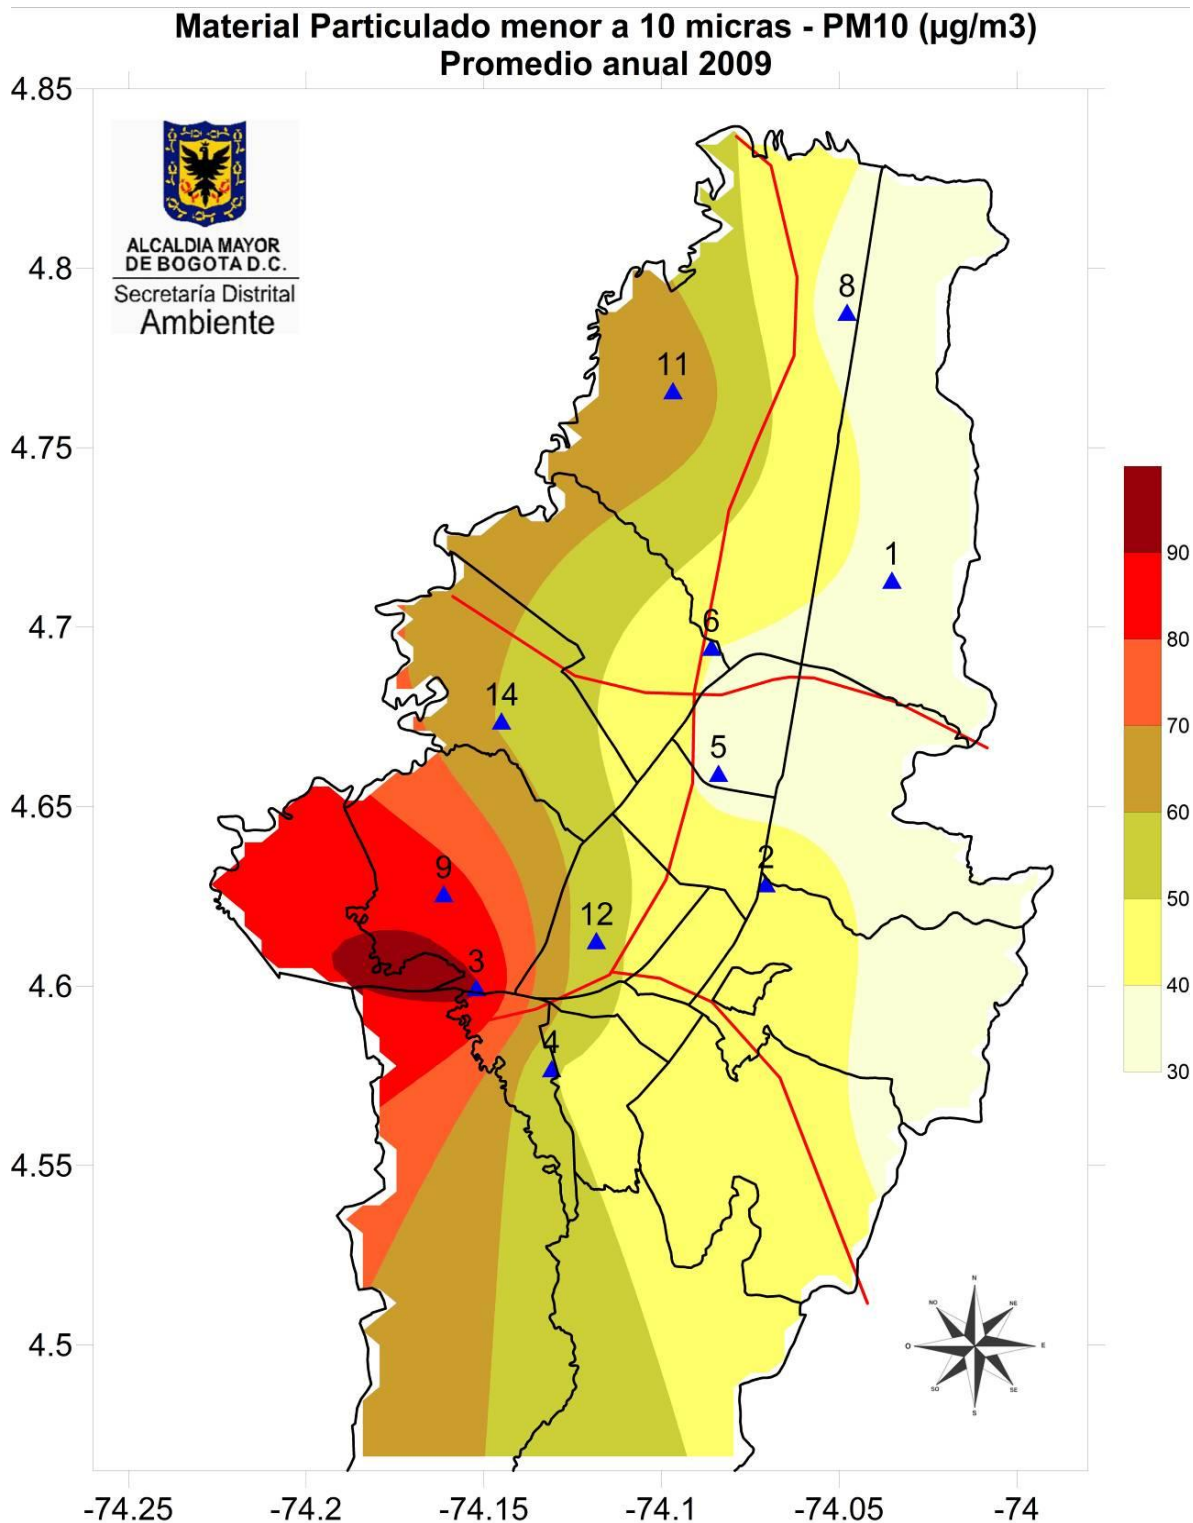 Material Particulado menor a 10 micras - PM10 (µg/m3)
Promedio anual 2009
4.85
ALCALDIA MAYOR
DE BOGOTA D.C.
Secretaría Distrital
Ambiente
4.8
8
11
4.75
1
4.7
6
14
5
4.65
2
9
12
3
4.6
4
4.55
4.5
90
80
70
60
50
40
30
N
NO
NE
O
E
SO
SE
S
-74.25
-74.2
-74.15
-74.1
-74.05
-74